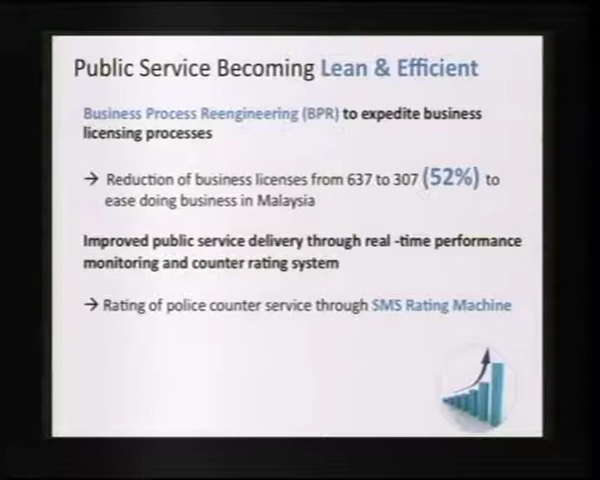 Public Service Becoming Lean & Efficient
Business Process Reengineering (BPR) to expedite business
licensing processes
→ Reduction of business licenses from 637 to 307 (52%) to
ease doing business in Malaysia
Improved public service delivery through real -time performance
monitoring and counter rating system
→ Rating of police counter service through SMS Rating Machine